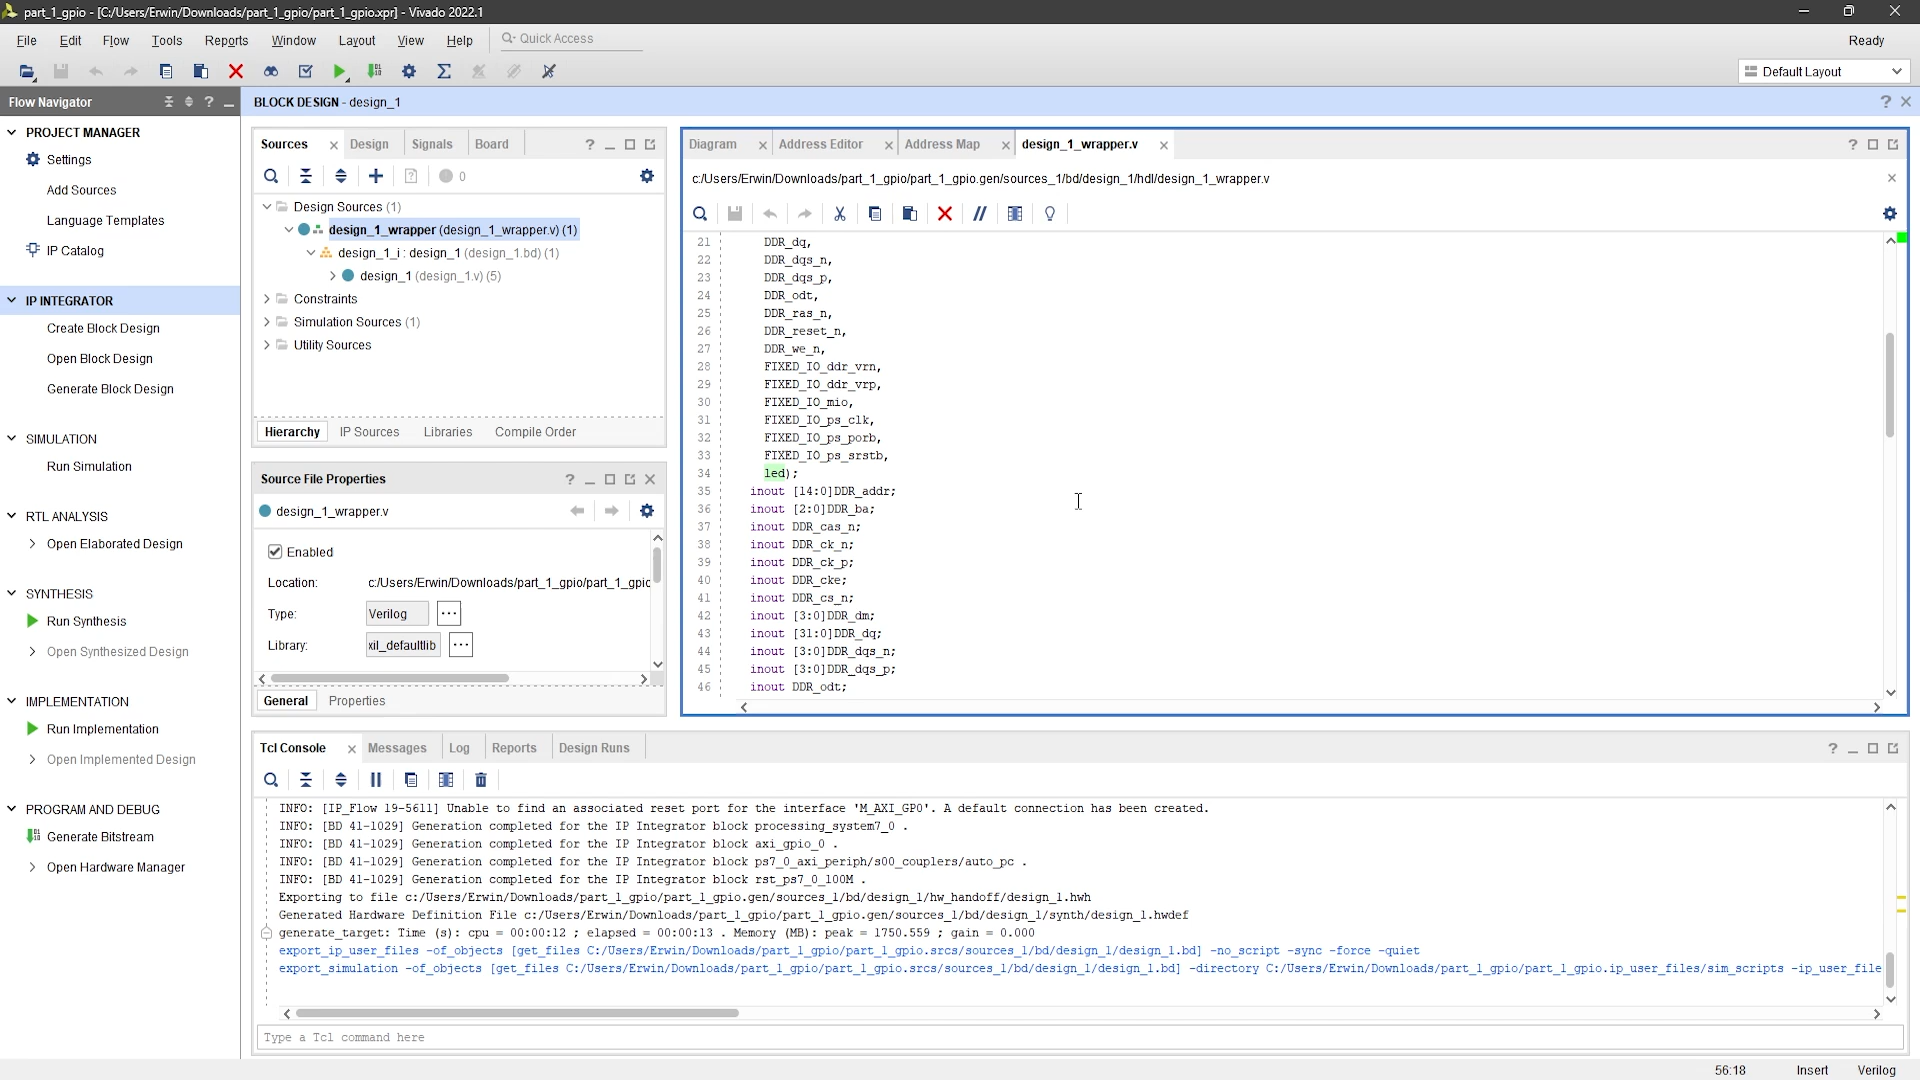 part_1_gpio - [C:/Users/Erwin/Downloads/part_1_gpio/part_1_gpio.xpr] - Vivado 2022.1
File Edit Flow Tools Reports Window Layout View Help Quick Access Ready
Default Layout
Flow Navigator
BLOCK DESIGN - design_1
PROJECT MANAGER
Settings
Add Sources
Language Templates
IP Catalog
IP INTEGRATOR
Create Block Design
Open Block Design
Generate Block Design
SIMULATION
Run Simulation
RTL ANALYSIS
Open Elaborated Design
SYNTHESIS
Run Synthesis
Open Synthesized Design
IMPLEMENTATION
Run Implementation
Open Implemented Design
PROGRAM AND DEBUG
Generate Bitstream
Open Hardware Manager
Sources Design Signals Board
0
Design Sources (1)
design_1_wrapper (design_1_wrapper.v) (1)
design_1_i : design_1 (design_1.bd) (1)
design_1 (design_1.v) (5)
Constraints
Simulation Sources (1)
Utility Sources
Hierarchy IP Sources Libraries Compile Order
Source File Properties
design_1_wrapper.v
Enabled
Location: c:/Users/Erwin/Downloads/part_1_gpio/part_1_gpic
Type: Verilog
Library: xil_defaultlib
General Properties
Diagram Address Editor Address Map design_1_wrapper.v
c:/Users/Erwin/Downloads/part_1_gpio/part_1_gpio.gen/sources_1/bd/design_1/hdl/design_1_wrapper.v
21 DDR_dq,
22 DDR_dqs_n,
23 DDR_dqs_p,
24 DDR_odt,
25 DDR_ras_n,
26 DDR_reset_n,
27 DDR_we_n,
28 FIXED_IO_ddr_vrn,
29 FIXED_IO_ddr_vrp,
30 FIXED_IO_mio,
31 FIXED_IO_ps_clk,
32 FIXED_IO_ps_porb,
33 FIXED_IO_ps_srstb,
34 led);
35 inout [14:0]DDR_addr;
36 inout [2:0]DDR_ba;
37 inout DDR_cas_n;
38 inout DDR_ck_n;
39 inout DDR_ck_p;
40 inout DDR_cke;
41 inout DDR_cs_n;
42 inout [3:0]DDR_dm;
43 inout [31:0]DDR_dq;
44 inout [3:0]DDR_dqs_n;
45 inout [3:0]DDR_dqs_p;
46 inout DDR_odt;
Tcl Console Messages Log Reports Design Runs
INFO: [IP_Flow 19-5611] Unable to find an associated reset port for the interface 'M_AXI_GP0'. A default connection has been created.
INFO: [BD 41-1029] Generation completed for the IP Integrator block processing_system7_0 .
INFO: [BD 41-1029] Generation completed for the IP Integrator block axi_gpio_0 .
INFO: [BD 41-1029] Generation completed for the IP Integrator block ps7_0_axi_periph/s00_couplers/auto_pc .
INFO: [BD 41-1029] Generation completed for the IP Integrator block rst_ps7_0_100M .
Exporting to file c:/Users/Erwin/Downloads/part_1_gpio/part_1_gpio.gen/sources_1/bd/design_1/hw_handoff/design_1.hwh
Generated Hardware Definition File c:/Users/Erwin/Downloads/part_1_gpio/part_1_gpio.gen/sources_1/bd/design_1/synth/design_1.hwdef
generate_target: Time (s): cpu = 00:00:12 ; elapsed = 00:00:13 . Memory (MB): peak = 1750.559 ; gain = 0.000
export_ip_user_files -of_objects [get_files C:/Users/Erwin/Downloads/part_1_gpio/part_1_gpio.srcs/sources_1/bd/design_1/design_1.bd] -no_script -sync -force -quiet
export_simulation -of_objects [get_files C:/Users/Erwin/Downloads/part_1_gpio/part_1_gpio.srcs/sources_1/bd/design_1/design_1.bd] -directory C:/Users/Erwin/Downloads/part_1_gpio/part_1_gpio.ip_user_files/sim_scripts -ip_user_file
Type a Tcl command here
56:18 Insert Verilog